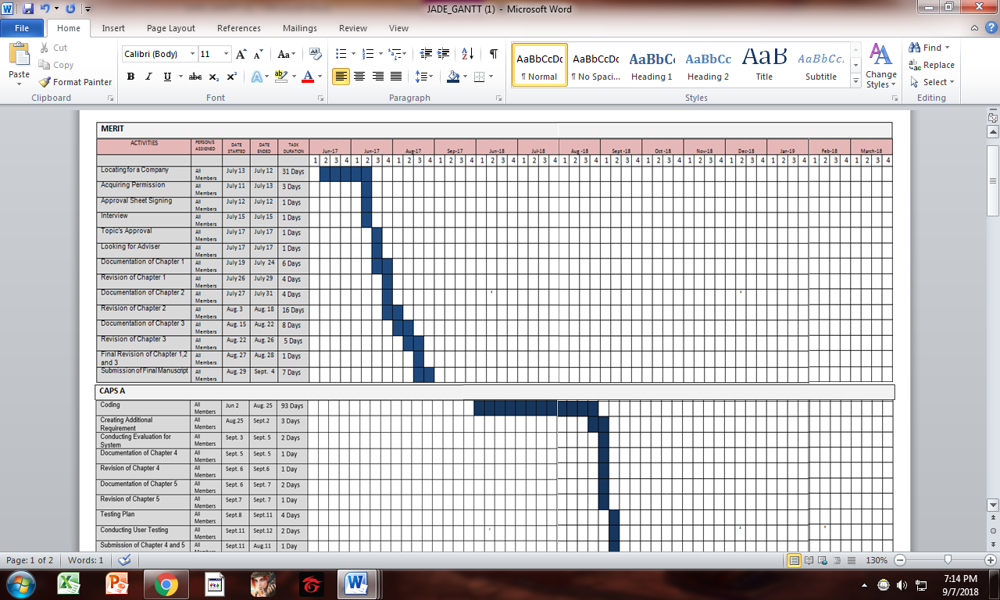 JADE_GANTT (1) - Microsoft Word
File Home Insert Page Layout References Mailings Review View
Paste
Cut
Copy
Format Painter
Clipboard
Calibri (Body) 11
Font
Paragraph
AaBbCcDc AaBbCcDc AaBbCc AaBbCc AaB AaBbCc.
¶ Normal ¶ No Spaci... Heading 1 Heading 2 Title Subtitle
Change Styles
Styles
Find
Replace
Select
Editing
MERIT
ACTIVITIES PERSON/S ASSIGNED DATE STARTED DATE ENDED TASK DURATION Jun-17 Jun-17 Aug-17 Sep-17 Jun-18 Jul-18 Aug -18 Sept -18 Oct -18 Nov-18 Dec-18 Jan-19 Feb-18 March-18
1 2 3 4 1 2 3 4 1 2 3 4 1 2 3 4 1 2 3 4 1 2 3 4 1 2 3 4 1 2 3 4 1 2 3 4 1 2 3 4 1 2 3 4 1 2 3 4 1 2 3 4 1 2 3 4
Locating for a Company All Members July 13 July 12 31 Days
Acquiring Permission All Members July 11 July 13 3 Days
Approval Sheet Signing All Members July 12 July 12 1 Days
Interview All Members July 15 July 15 1 Days
Topic's Approval All Members July 17 July 17 1 Days
Looking for Adviser All Members July 17 July 17 1 Days
Documentation of Chapter 1 All Members July 19 July 24 6 Days
Revision of Chapter 1 All Members July 26 July 29 4 Days
Documentation of Chapter 2 All Members July 27 July 31 4 Days
Revision of Chapter 2 All Members Aug. 3 Aug. 18 16 Days
Documentation of Chapter 3 All Members Aug. 15 Aug. 22 8 Days
Revision of Chapter 3 All Members Aug. 22 Aug. 26 5 Days
Final Revision of Chapter 1,2 and 3 All Members Aug. 27 Aug. 28 1 Days
Submission of Final Manuscript All Members Aug. 29 Sept. 4 7 Days
CAPS A
Coding All Members Jun 2 Aug. 25 93 Days
Creating Additional Requirement All Members Aug.25 Sept.2 3 Days
Conducting Evaluation for System All Members Sept. 3 Sept. 5 2 Days
Documentation of Chapter 4 All Members Sept. 5 Sept. 5 1 Day
Revision of Chapter 4 All Members Sept. 6 Sept.6 1 Day
Documentation of Chapter 5 All Members Sept. 6 Sept. 7 2 Days
Revision of Chapter 5 All Members Sept.7 Sept. 7 1 Day
Testing Plan All Members Sept.8 Sept.11 4 Days
Conducting User Testing All Members Sept.11 Sept.12 2 Days
Submission of Chapter 4 and 5 All Members Sept.11 Aug.11 1 Day
Page: 1 of 2 Words: 1 130%
7:14 PM
9/7/2018